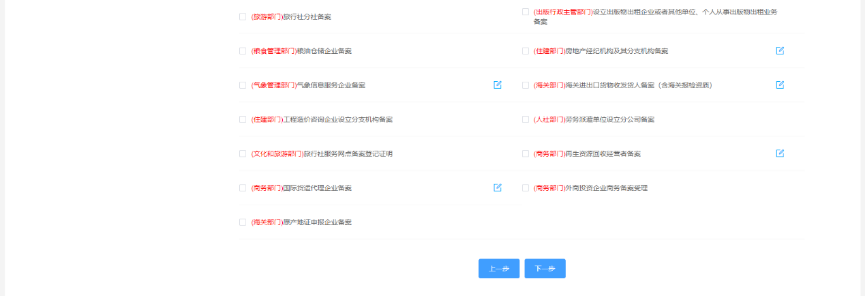 (旅游部门)旅行社分社备案
(出版行政主管部门)设立出版物出租企业或者其他单位、个人从事出版物出租业务
备案
(粮食管理部门)粮油仓储企业备案
(住建部门)房地产经纪机构及其分支机构备案
(气象管理部门)气象信息服务企业备案
(海关部门)海关进出口货物收发货人备案（含海关报检资质）
(住建部门)工程造价咨询企业设立分支机构备案
(人社部门)劳务派遣单位设立分公司备案
(文化和旅游部门)旅行社服务网点备案登记证明
(商务部门)再生资源回收经营者备案
(商务部门)国际货运代理企业备案
(商务部门)外商投资企业商务备案受理
(海关部门)原产地证申报企业备案
上一步
下一步